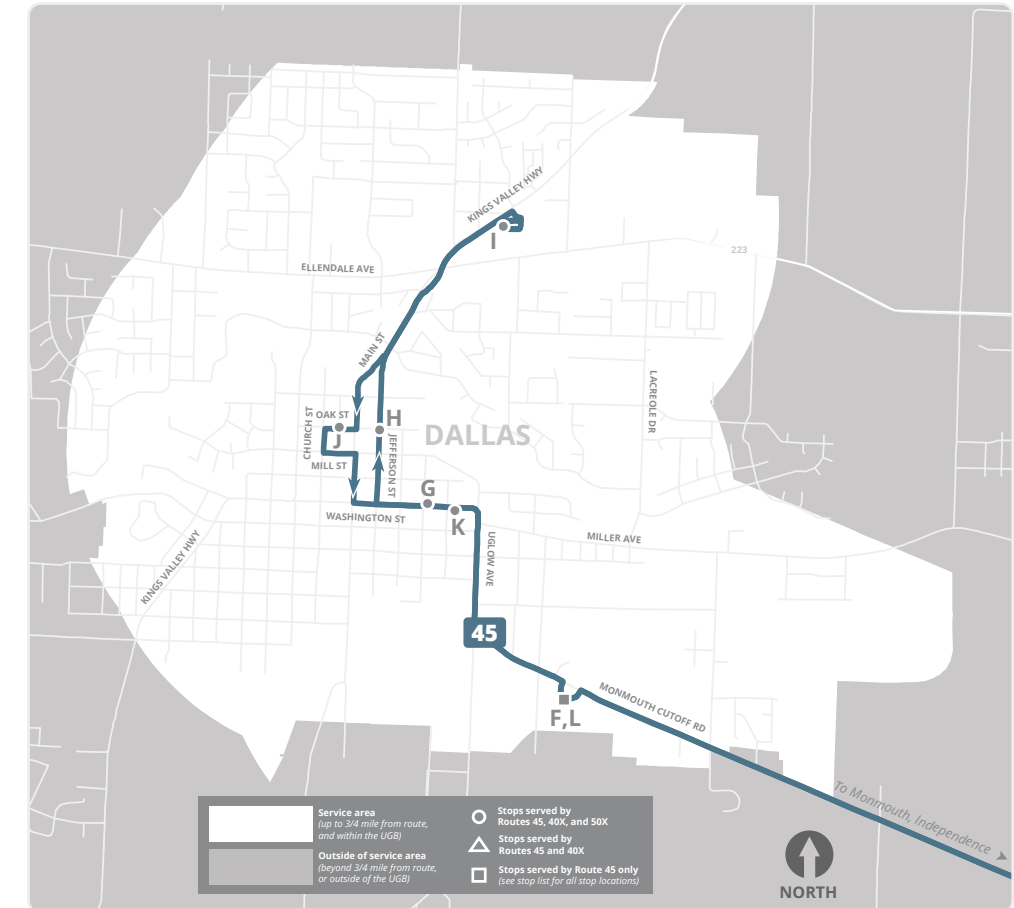 KINGS VALLEY HWY
I
223
ELLENDALE AVE
MAIN ST
LACREOLE DR
CHURCH ST
OAK ST
H
DALLAS
J
JEFFERSON ST
MILL ST
G
WASHINGTON ST
K
MILLER AVE
UGLOW AVE
KINGS VALLEY HWY
45
MONMOUTH CUTOFF RD
F,L
To Monmouth, Independence
Service area
(up to 3/4 mile from route,
and within the UGB)
Outside of service area
(beyond 3/4 mile from route,
or outside of the UGB)
Stops served by
Routes 45, 40X, and 50X
Stops served by
Routes 45 and 40X
Stops served by Route 45 only
(see stop list for all stop locations)
NORTH